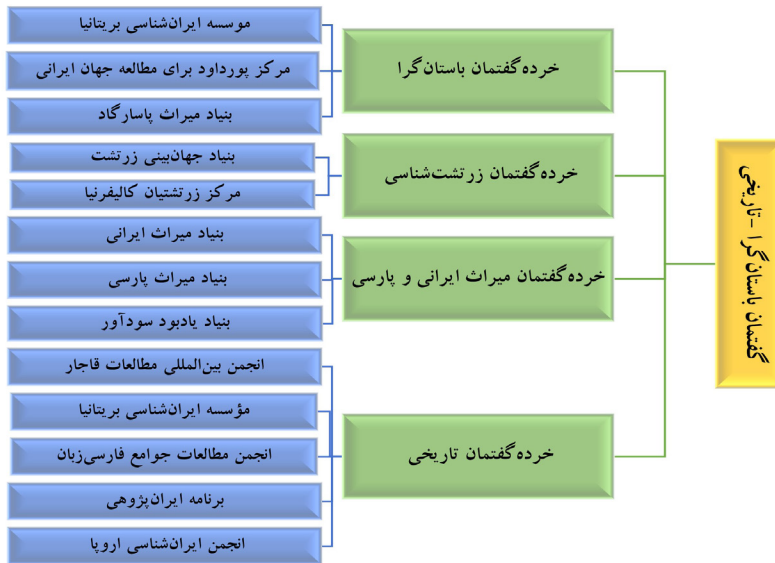 گفتمان باستان‌گرا -تاریخی
خرده‌گفتمان باستان‌گرا
موسسه ایران‌شناسی بریتانیا
مرکز پورداود برای مطالعه جهان ایرانی
بنیاد میراث پاسارگاد
خرده‌گفتمان زرتشت‌شناسی
بنیاد جهان‌بینی زرتشت
مرکز زرتشتیان کالیفرنیا
خرده‌گفتمان میراث ایرانی و پارسی
بنیاد میراث ایرانی
بنیاد میراث پارسی
بنیاد یادبود سودآور
خرده‌گفتمان تاریخی
انجمن بین‌المللی مطالعات قاجار
مؤسسه ایران‌شناسی بریتانیا
انجمن مطالعات جوامع فارسی‌زبان
برنامه ایران‌پژوهی
انجمن ایران‌شناسی اروپا